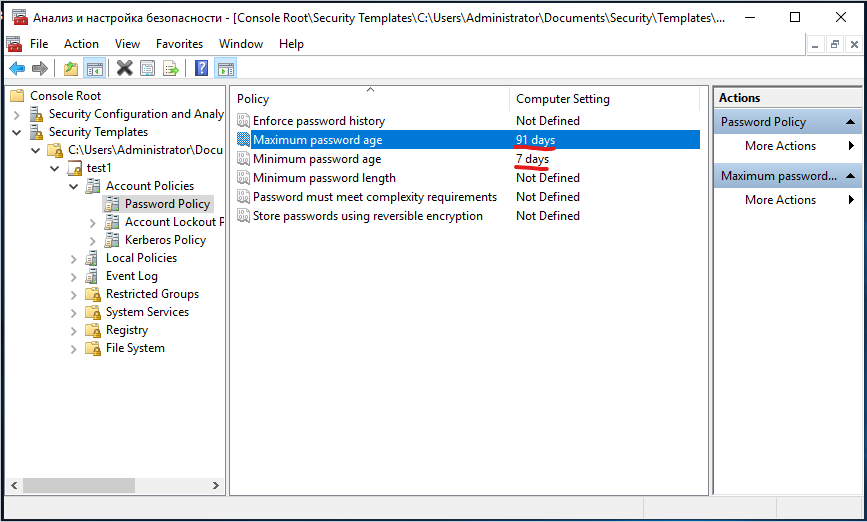 Анализ и настройка безопасности - [Console Root\Security Templates\C:\Users\Administrator\Documents\Security\Templates\...
File Action View Favorites Window Help
Console Root
Security Configuration and Analy
Security Templates
C:\Users\Administrator\Docu
test1
Account Policies
Password Policy
Account Lockout P
Kerberos Policy
Local Policies
Event Log
Restricted Groups
System Services
Registry
File System
Policy Computer Setting
Enforce password history Not Defined
Maximum password age 91 days
Minimum password age 7 days
Minimum password length Not Defined
Password must meet complexity requirements Not Defined
Store passwords using reversible encryption Not Defined
Actions
Password Policy
More Actions
Maximum password...
More Actions